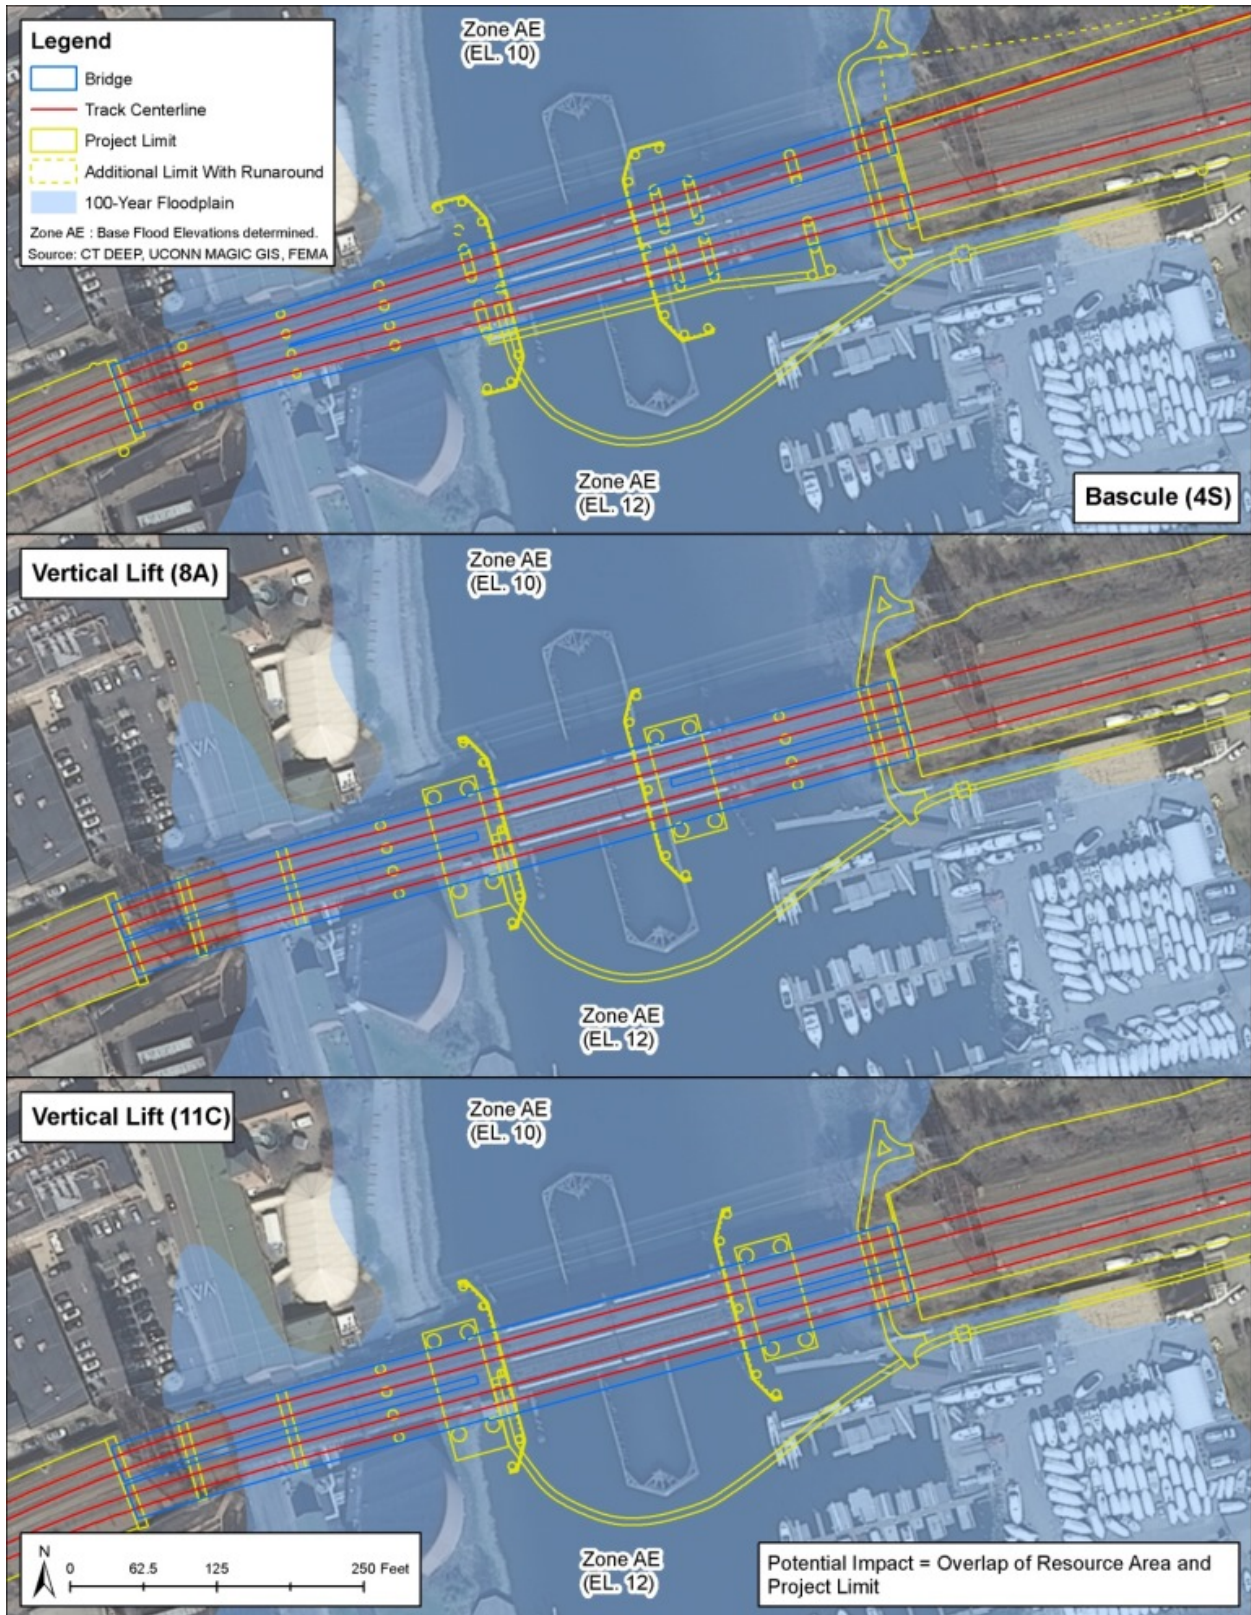 Legend
Bridge
Track Centerline
Project Limit
Additional Limit With Runaround
100-Year Floodplain
Zone AE : Base Flood Elevations determined.
Source: CT DEEP, UCONN MAGIC GIS, FEMA
Zone AE
(EL. 10)
Zone AE
(EL. 12)
Bascule (4S)
Vertical Lift (8A)
Zone AE
(EL. 10)
Zone AE
(EL. 12)
Vertical Lift (11C)
Zone AE
(EL. 10)
Zone AE
(EL. 12)
N
0 62.5 125 250 Feet
Potential Impact = Overlap of Resource Area and
Project Limit